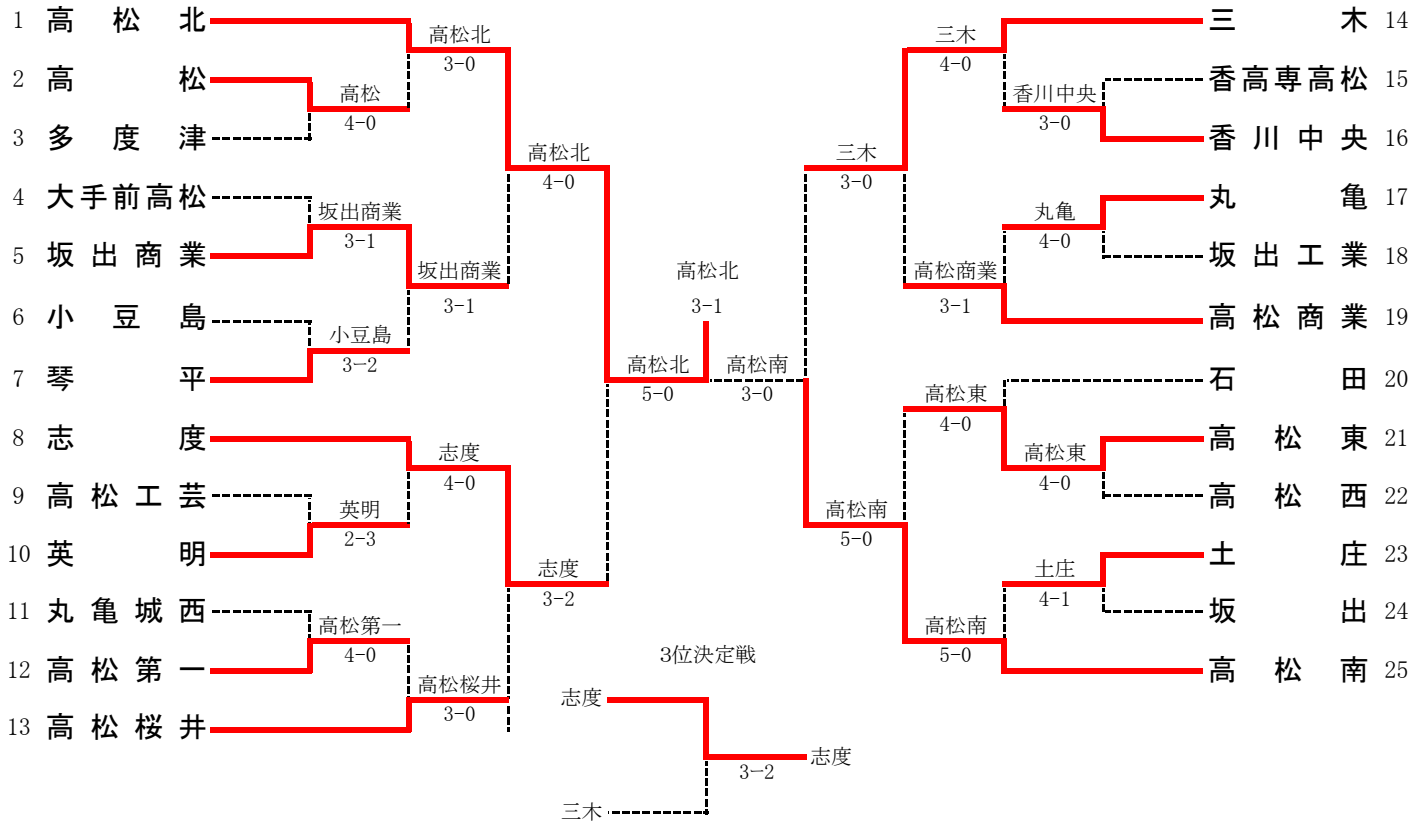 1 高松北
2 高松
3 多度津
4 大手前高松
5 坂出商業
6 小豆島
7 琴平
8 志度
9 高松工芸
10 英明
11 丸亀城西
12 高松第一
13 高松桜井
高松
4-0
坂出商業
3-1
小豆島
3-2
英明
2-3
高松第一
4-0
高松北
3-0
坂出商業
3-1
志度
4-0
高松桜井
3-0
高松北
4-0
志度
3-2
高松北
5-0
高松北
3-1
高松南
3-0
三木
3-0
高松南
5-0
三木
4-0
高松商業
3-1
高松東
4-0
高松南
5-0
香川中央
3-0
丸亀
4-0
高松東
4-0
土庄
4-1
三木 14
香高専高松 15
香川中央 16
丸亀 17
坂出工業 18
高松商業 19
石田 20
高松東 21
高松西 22
土庄 23
坂出 24
高松南 25
3位決定戦
志度
三木
3-2
志度